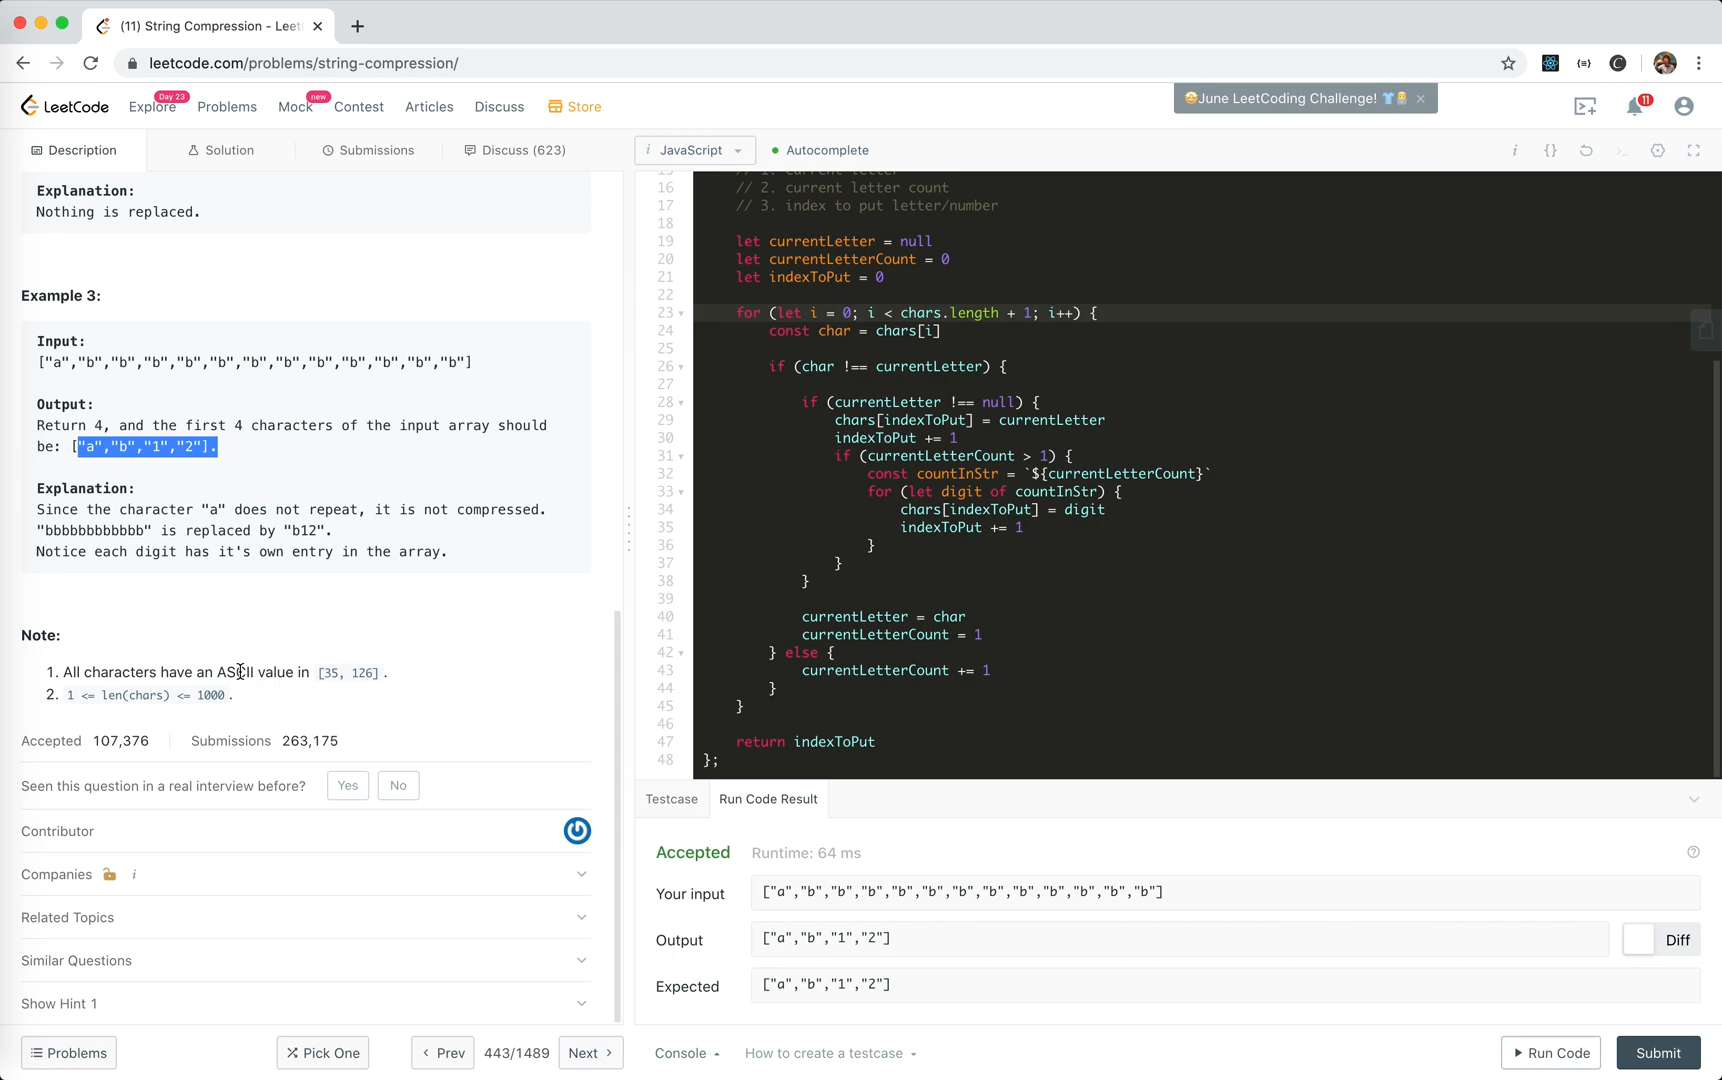 (11) String Compression - Leet
leetcode.com/problems/string-compression/
LeetCode
Explore
Day 23
Problems
Mock
new
Contest
Articles
Discuss
Store
🤩June LeetCoding Challenge! 👕
11
Description
Solution
Submissions
Discuss (623)
i JavaScript
Autocomplete
Explanation:
Nothing is replaced.
Example 3:
Input:
["a","b","b","b","b","b","b","b","b","b","b","b","b"]
Output:
Return 4, and the first 4 characters of the input array should
be: ["a","b","1","2"].
Explanation:
Since the character "a" does not repeat, it is not compressed.
"bbbbbbbbbbbb" is replaced by "b12".
Notice each digit has it's own entry in the array.
Note:
1. All characters have an ASCII value in [35, 126].
2. 1 <= len(chars) <= 1000.
Accepted 107,376
Submissions 263,175
Seen this question in a real interview before? Yes No
Contributor
Companies i
Related Topics
Similar Questions
Show Hint 1
Problems
Pick One
Prev
443/1489
Next
15 // 1. current letter
16 // 2. current letter count
17 // 3. index to put letter/number
18
19 let currentLetter = null
20 let currentLetterCount = 0
21 let indexToPut = 0
22
23 for (let i = 0; i < chars.length + 1; i++) {
24 const char = chars[i]
25
26 if (char !== currentLetter) {
27
28 if (currentLetter !== null) {
29 chars[indexToPut] = currentLetter
30 indexToPut += 1
31 if (currentLetterCount > 1) {
32 const countInStr = `${currentLetterCount}`
33 for (let digit of countInStr) {
34 chars[indexToPut] = digit
35 indexToPut += 1
36 }
37 }
38 }
39
40 currentLetter = char
41 currentLetterCount = 1
42 } else {
43 currentLetterCount += 1
44 }
45 }
46
47 return indexToPut
48 };
Testcase
Run Code Result
Accepted Runtime: 64 ms
Your input ["a","b","b","b","b","b","b","b","b","b","b","b","b"]
Output ["a","b","1","2"]
Diff
Expected ["a","b","1","2"]
Console
How to create a testcase
Run Code
Submit